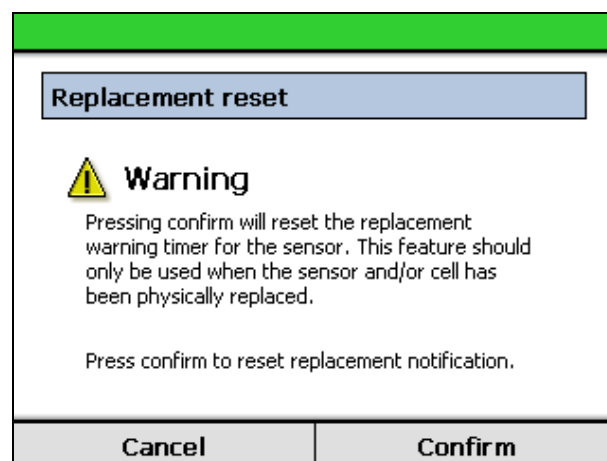 Replacement reset
Warning
Pressing confirm will reset the replacement
warning timer for the sensor. This feature should
only be used when the sensor and/or cell has
been physically replaced.
Press confirm to reset replacement notification.
Cancel
Confirm